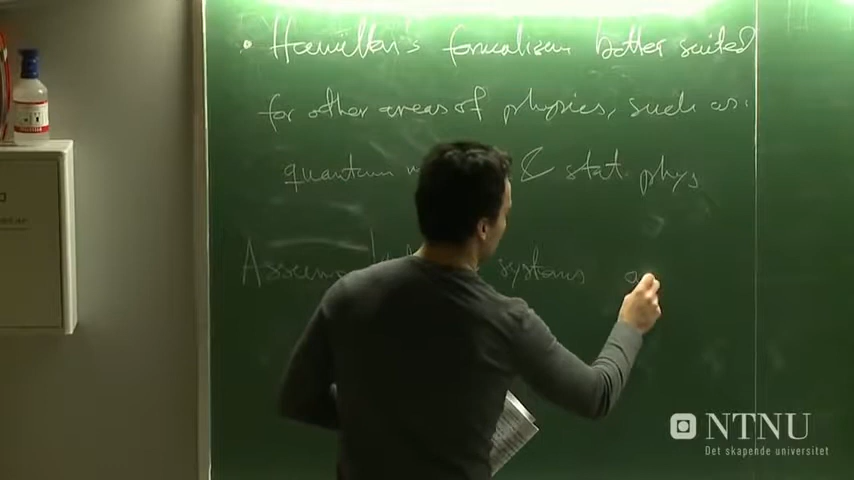 • Hamilton's formalism better suited
for other areas of physics, such as:
quantum & stat. phys
systems
NTNU
Det skapende universitet